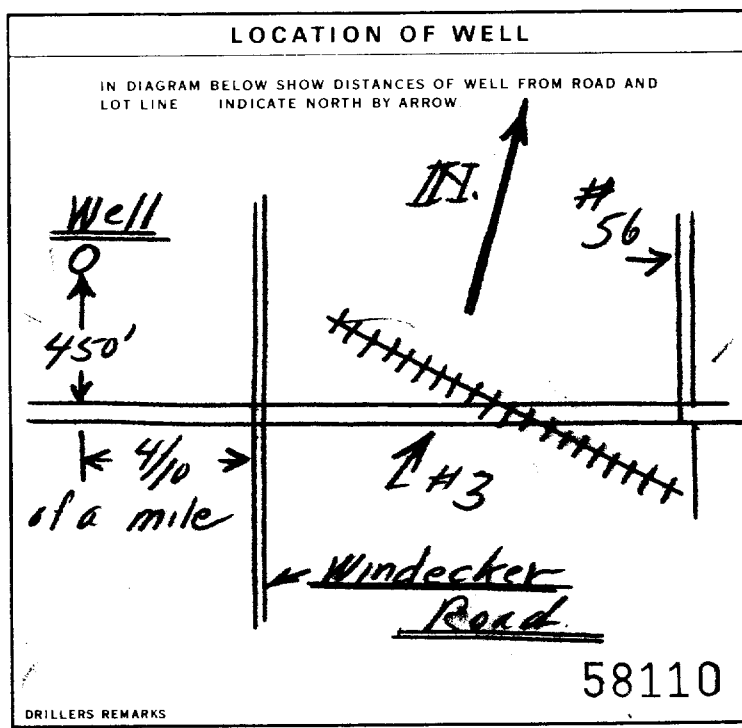 LOCATION OF WELL
IN DIAGRAM BELOW SHOW DISTANCES OF WELL FROM ROAD AND
LOT LINE INDICATE NORTH BY ARROW.
N.
Well
#
56
450'
4/10
of a mile
#3
Windecker
Road.
58110
DRILLERS REMARKS